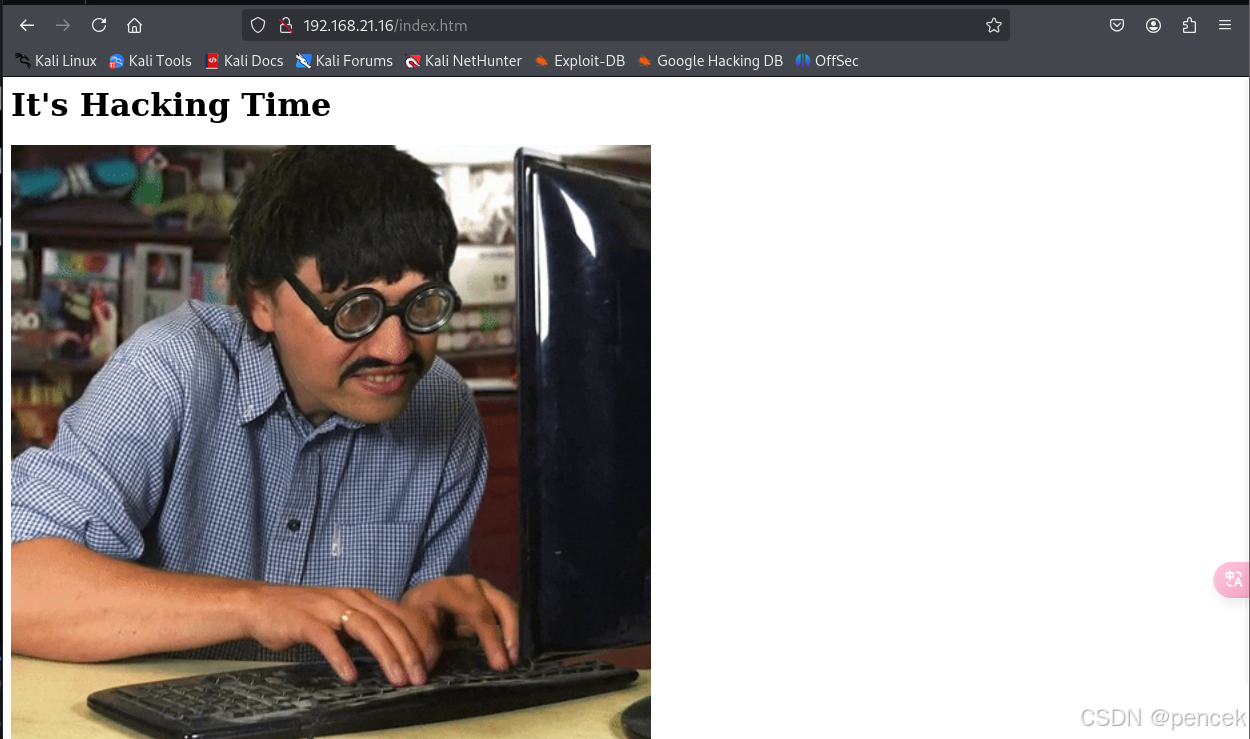 192.168.21.16/index.htm
Kali Linux Kali Tools Kali Docs Kali Forums Kali NetHunter Exploit-DB Google Hacking DB OffSec
It's Hacking Time
CSDN @pencek